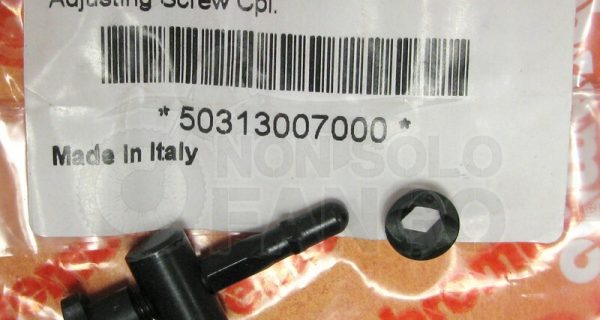 Adjusting Screw Cpl.
*50313007000*
Made in Italy
NON SOLO
FANGO